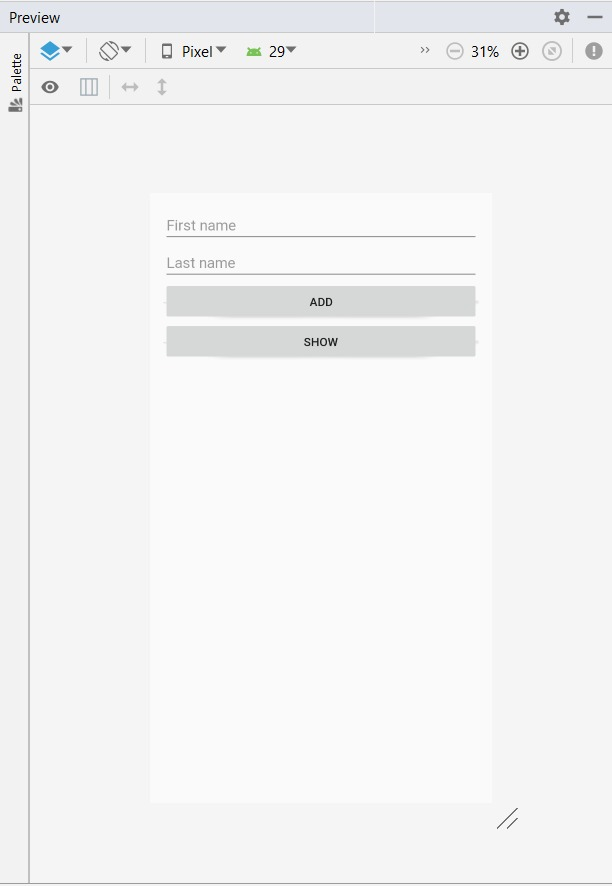 Preview
Palette
Pixel 29 31%
First name
Last name
ADD
SHOW